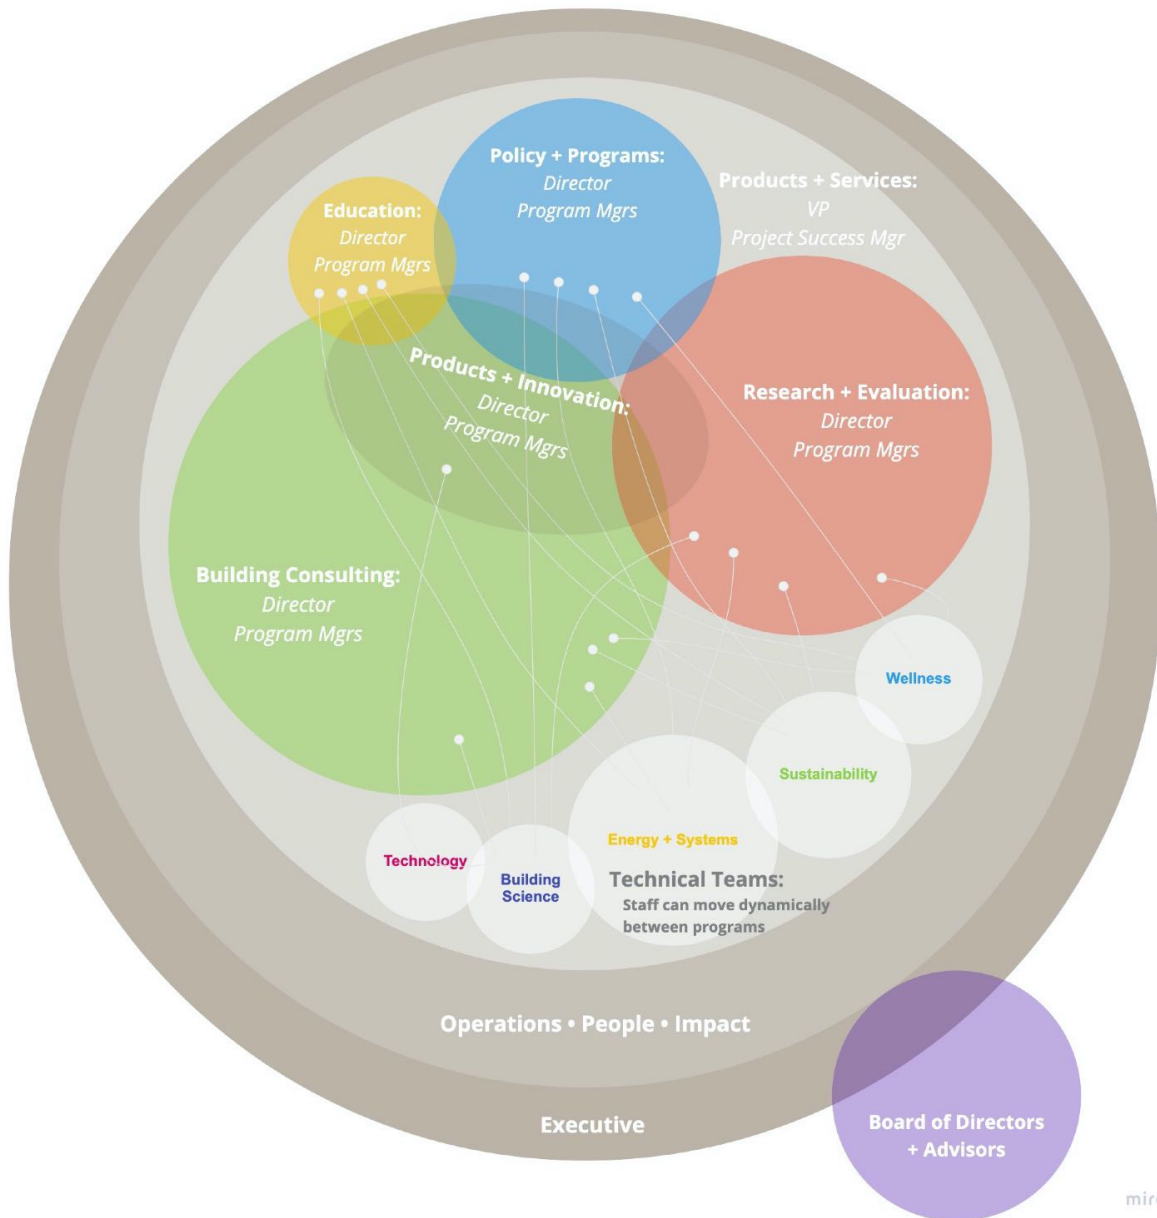 Policy + Programs:
Director
Program Mgrs
Education:
Director
Program Mgrs
Products + Services:
VP
Project Success Mgr
Products + Innovation:
Director
Program Mgrs
Research + Evaluation:
Director
Program Mgrs
Building Consulting:
Director
Program Mgrs
Wellness
Sustainability
Energy + Systems
Technology
Building
Science
Technical Teams:
Staff can move dynamically
between programs
Operations • People • Impact
Executive
Board of Directors
+ Advisors